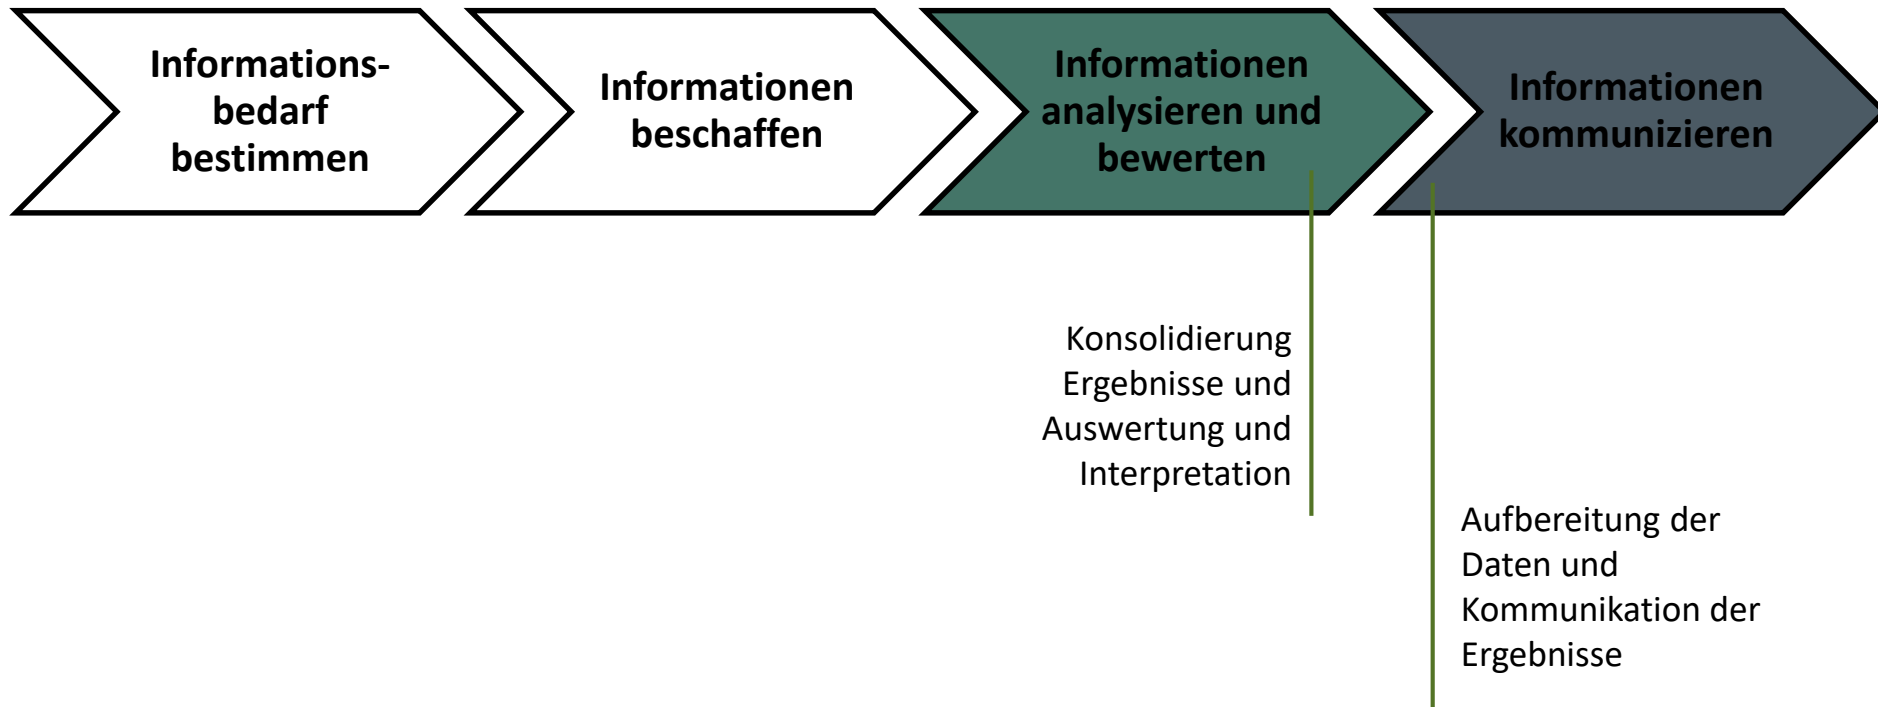 Informations-
bedarf
bestimmen
Informationen
beschaffen
Informationen
analysieren und
bewerten
Informationen
kommunizieren
Konsolidierung
Ergebnisse und
Auswertung und
Interpretation
Aufbereitung der
Daten und
Kommunikation der
Ergebnisse